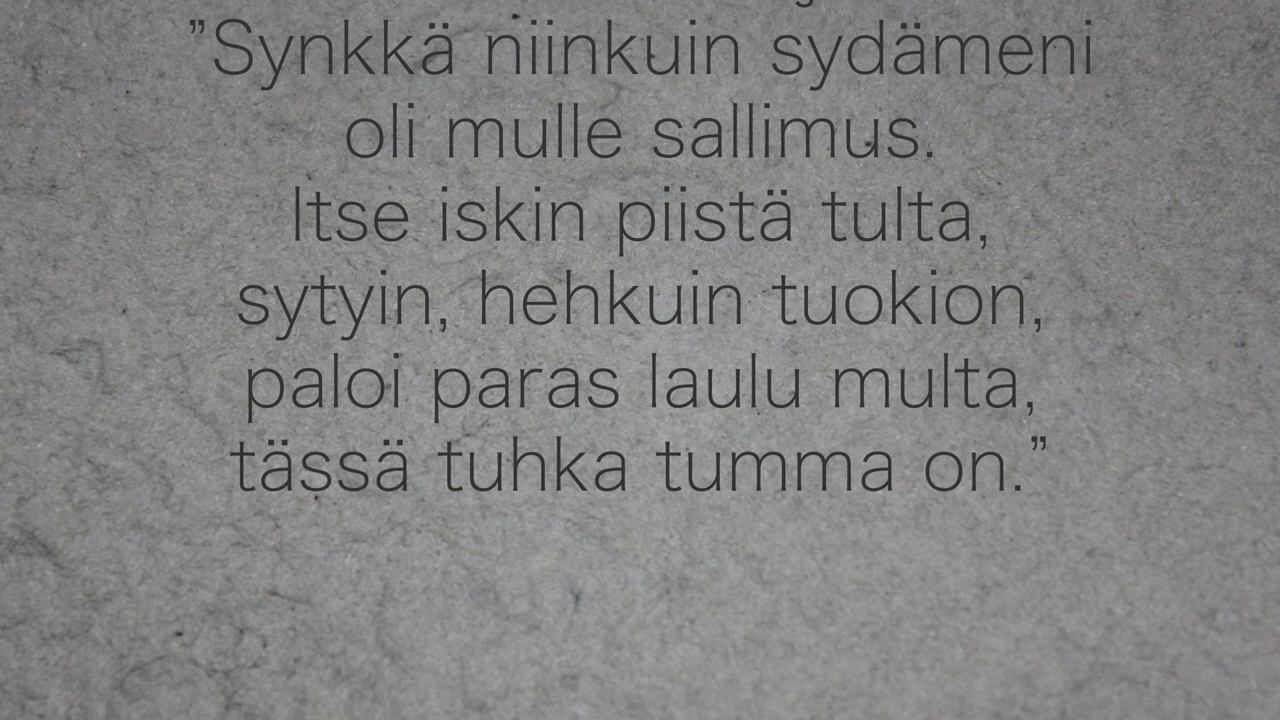 ”Synkkä niinkuin sydämeni
oli mulle sallimus.
Itse iskin piistä tulta,
sytyin, hehkuin tuokion,
paloi paras laulu multa,
tässä tuhka tumma on.”